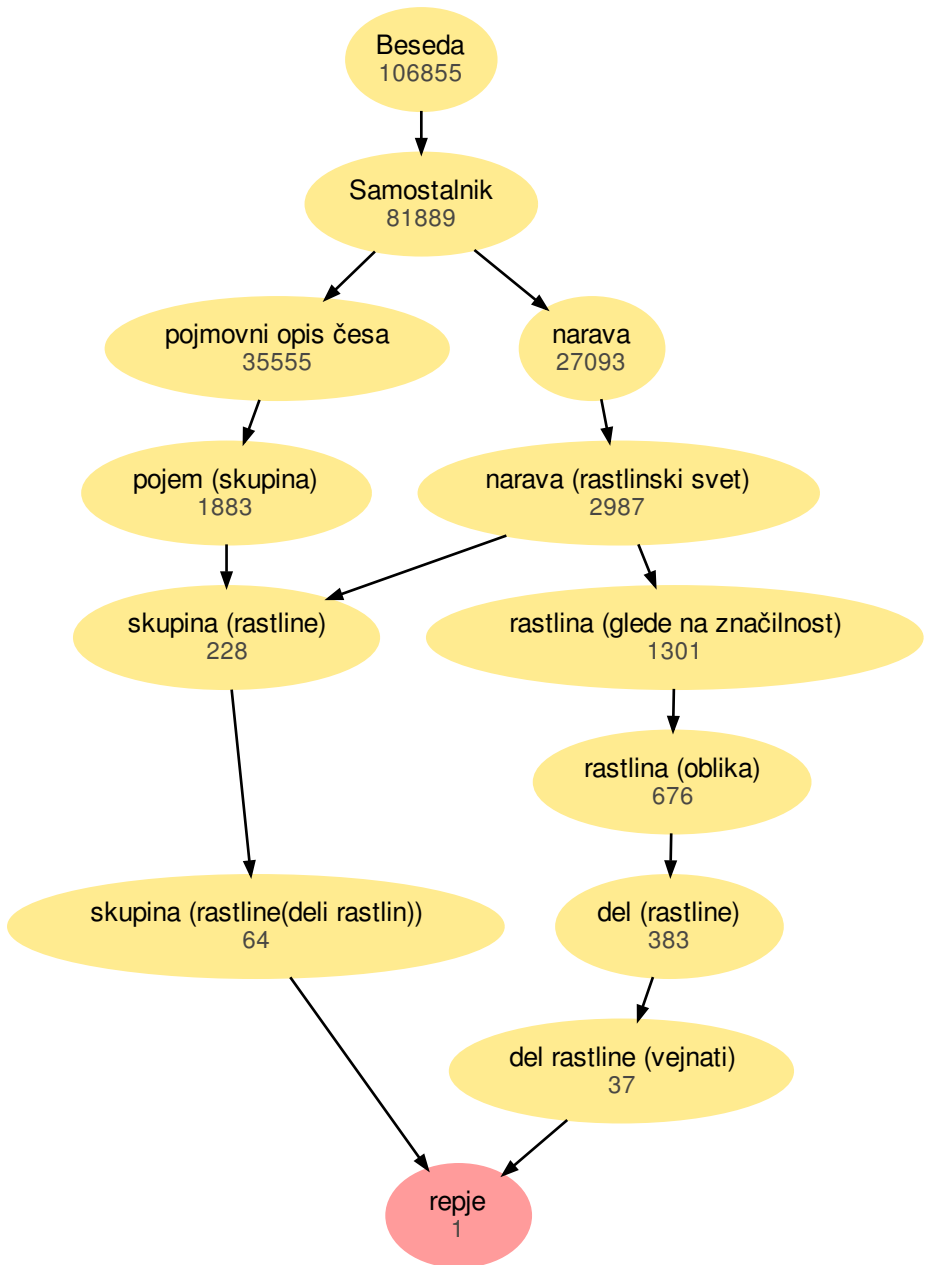 Beseda
106855
Samostalnik
81889
pojmovni opis česa
35555
narava
27093
pojem (skupina)
1883
narava (rastlinski svet)
2987
skupina (rastline)
228
rastlina (glede na značilnost)
1301
rastlina (oblika)
676
skupina (rastline(deli rastlin))
64
del (rastline)
383
del rastline (vejnati)
37
repje
1